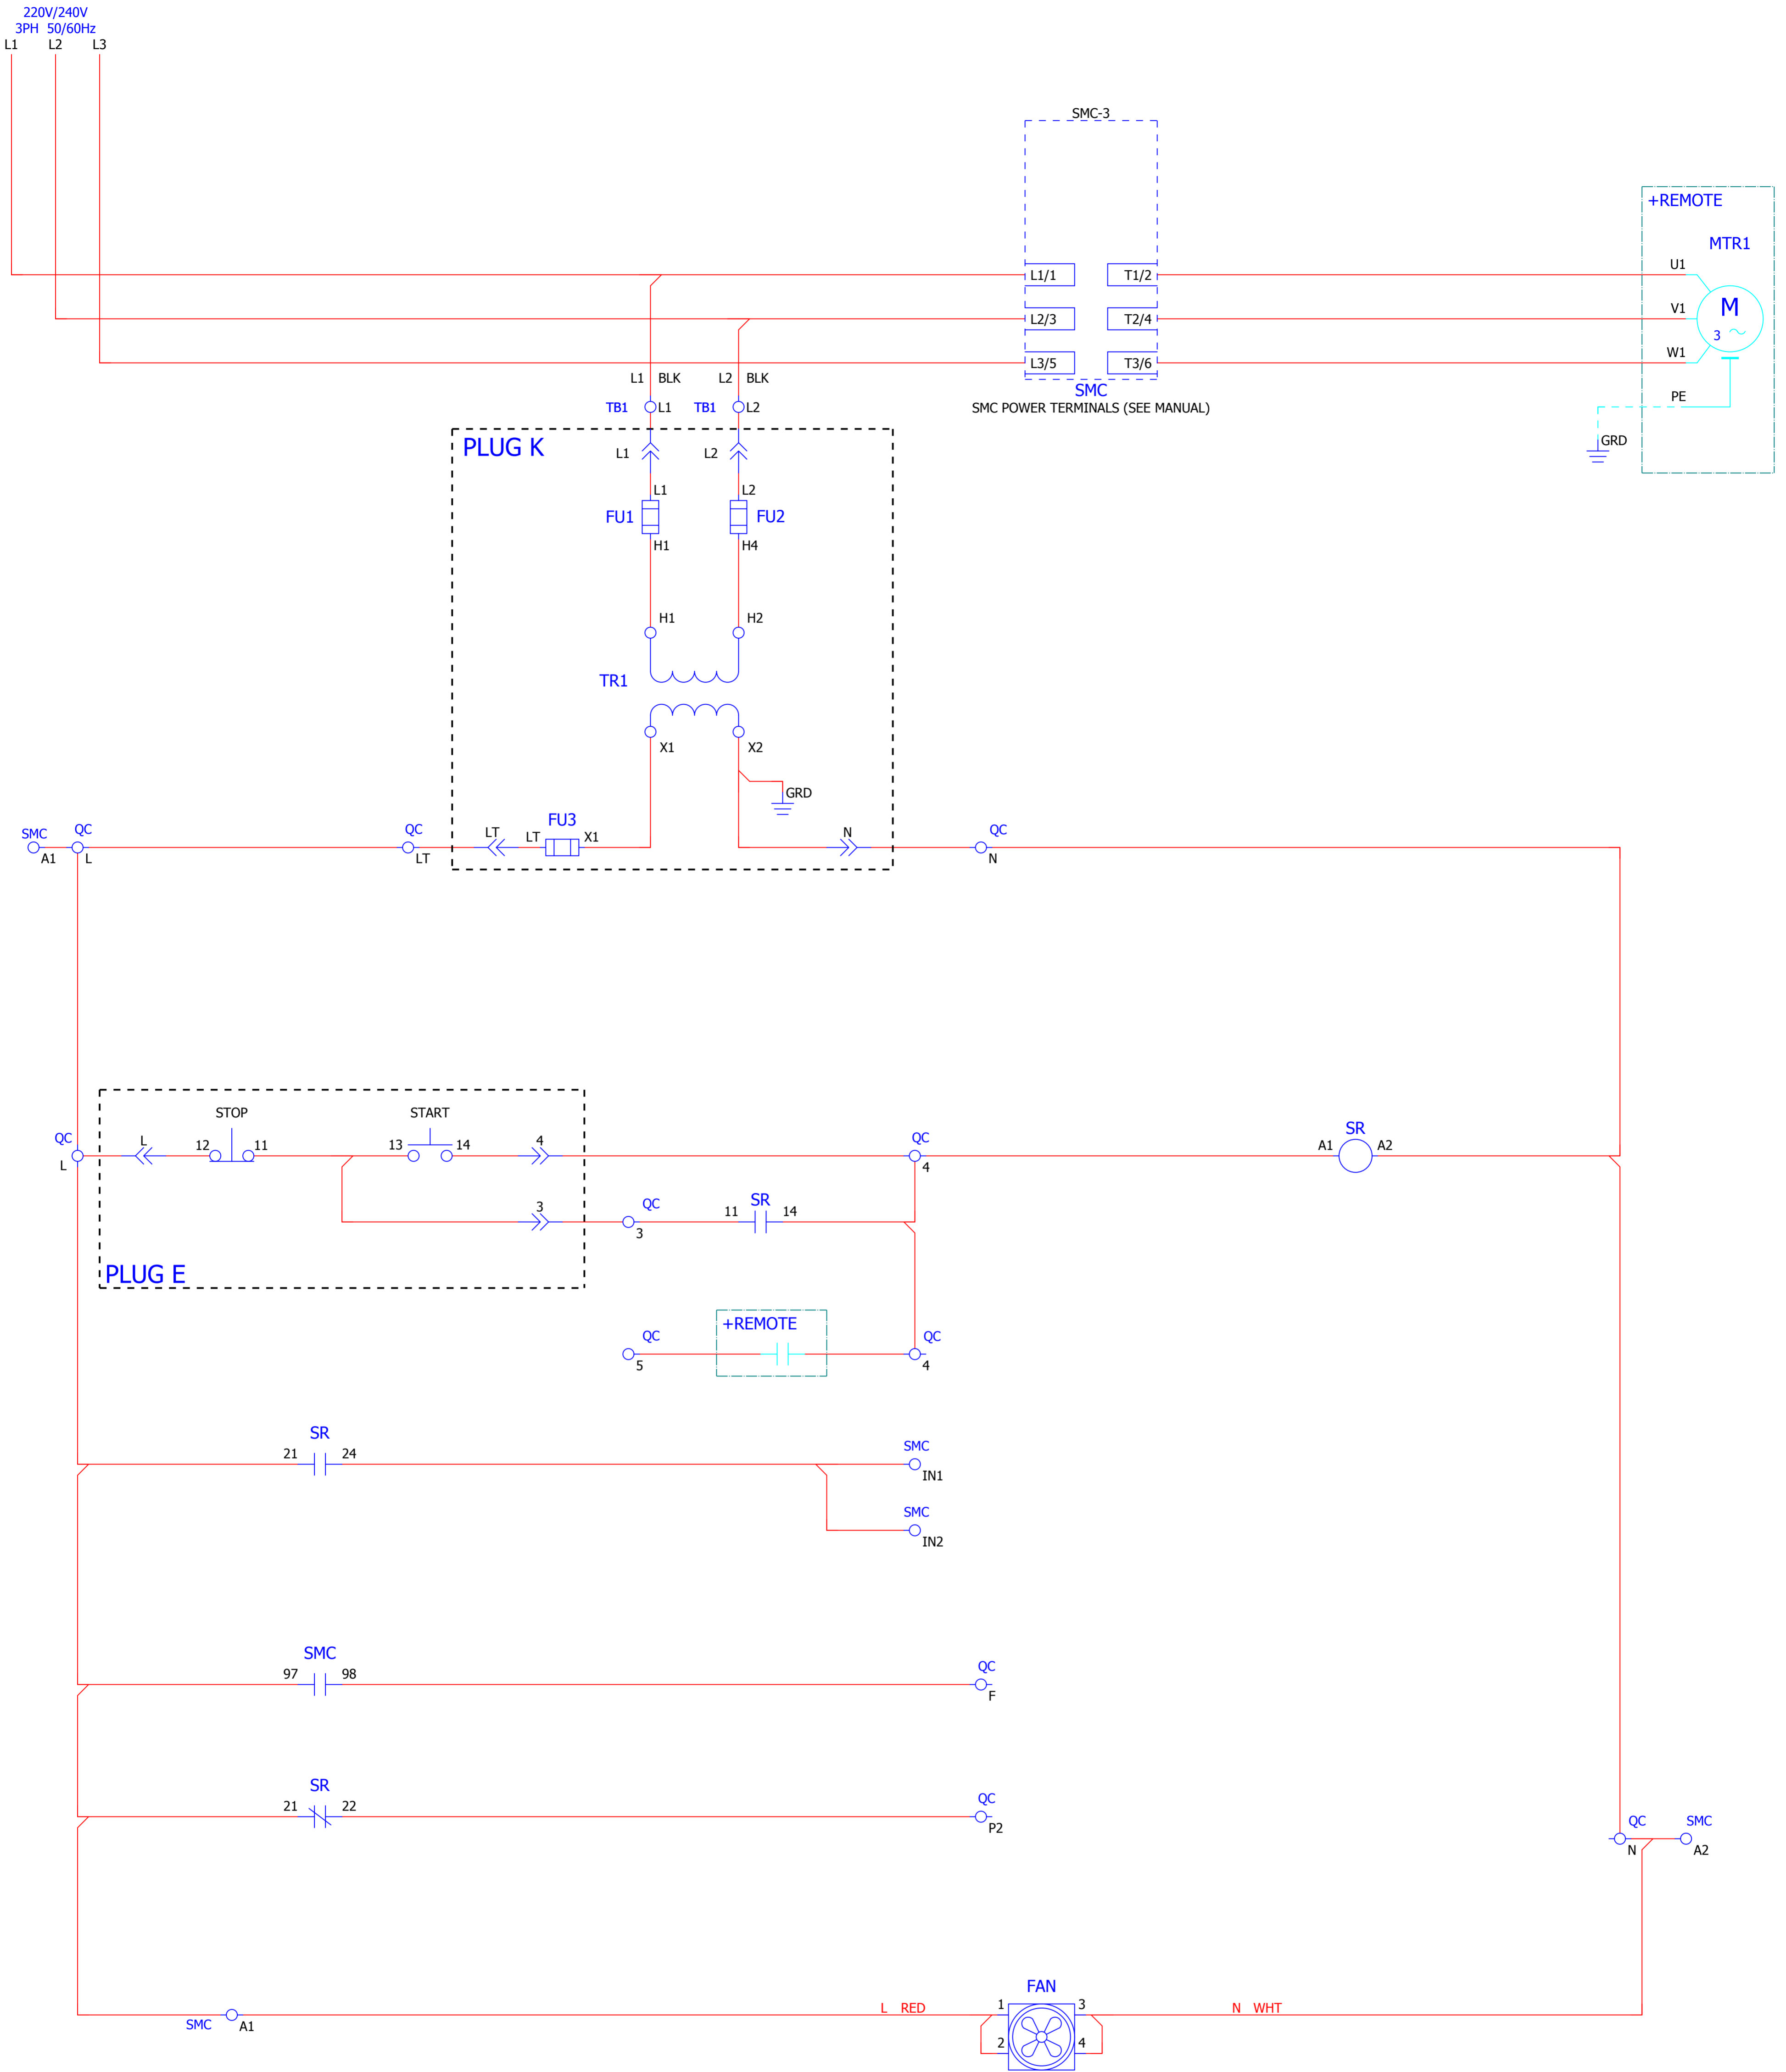 220V/240V
3PH 50/60Hz
L1 L2 L3
SMC-3
+REMOTE
MTR1
U1
L1/1 T1/2
M
V1
L2/3 T2/4
3
W1
L3/5 T3/6
L1 BLK L2 BLK
SMC
PE
TB1 L1 TB1 L2
SMC POWER TERMINALS (SEE MANUAL)
GRD
PLUG K
L1 L2
L1 L2
FU1 FU2
H1 H4
H1 H2
TR1
X1 X2
GRD
FU3
SMC QC QC LT LT X1 N QC
A1 L LT N
STOP START
QC L 12 11 13 14 4 QC SR
L 4 A1 A2
3 QC 11 SR 14
3
PLUG E
+REMOTE
QC QC
5 4
SR
21 24 SMC
IN1
SMC
IN2
SMC
97 98 QC
F
SR
21 22 QC
P2
QC SMC
N A2
FAN
L RED 1 3 N WHT
SMC A1
2 4